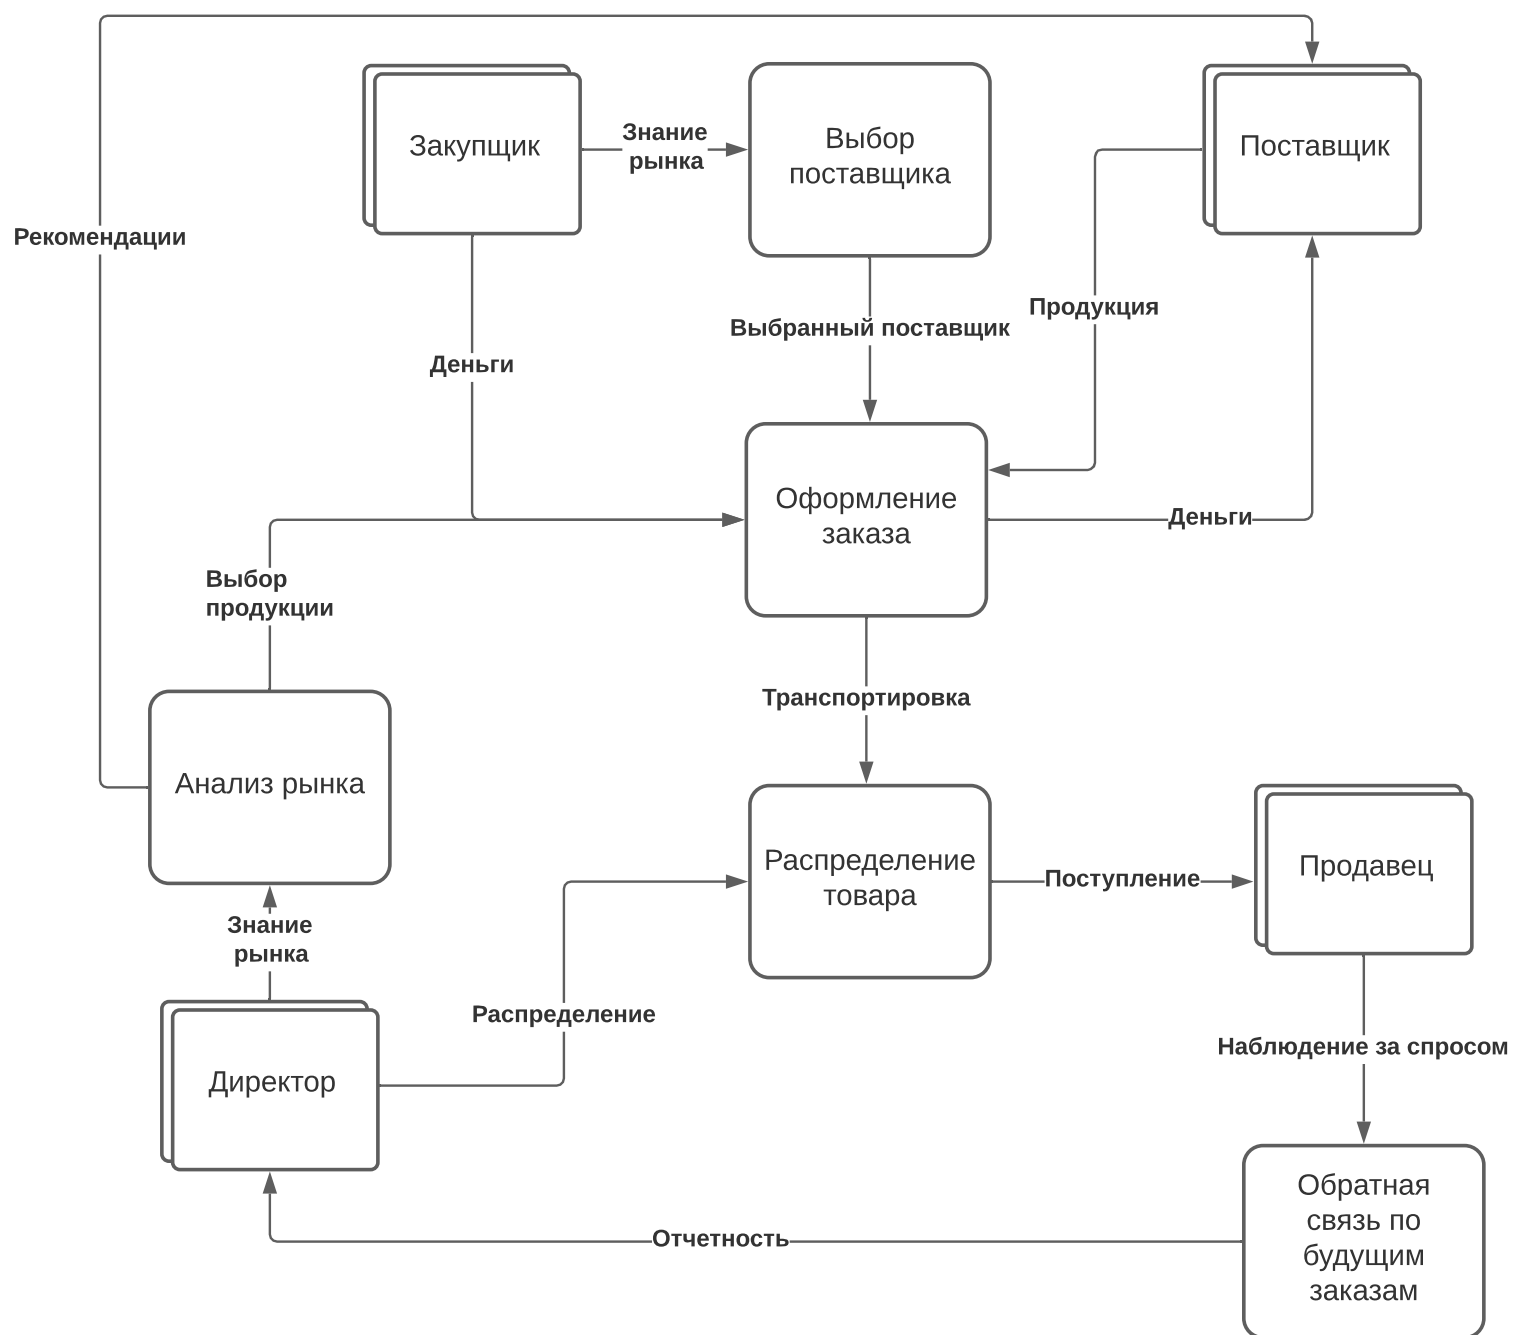 Закупщик
Знание
рынка
Выбор
поставщика
Поставщик
Рекомендации
Продукция
Выбранный поставщик
Деньги
Оформление
заказа
Деньги
Выбор
продукции
Транспортировка
Анализ рынка
Распределение
товара
Поступление
Продавец
Знание
рынка
Распределение
Наблюдение за спросом
Директор
Обратная
связь по
будущим
заказам
Отчетность